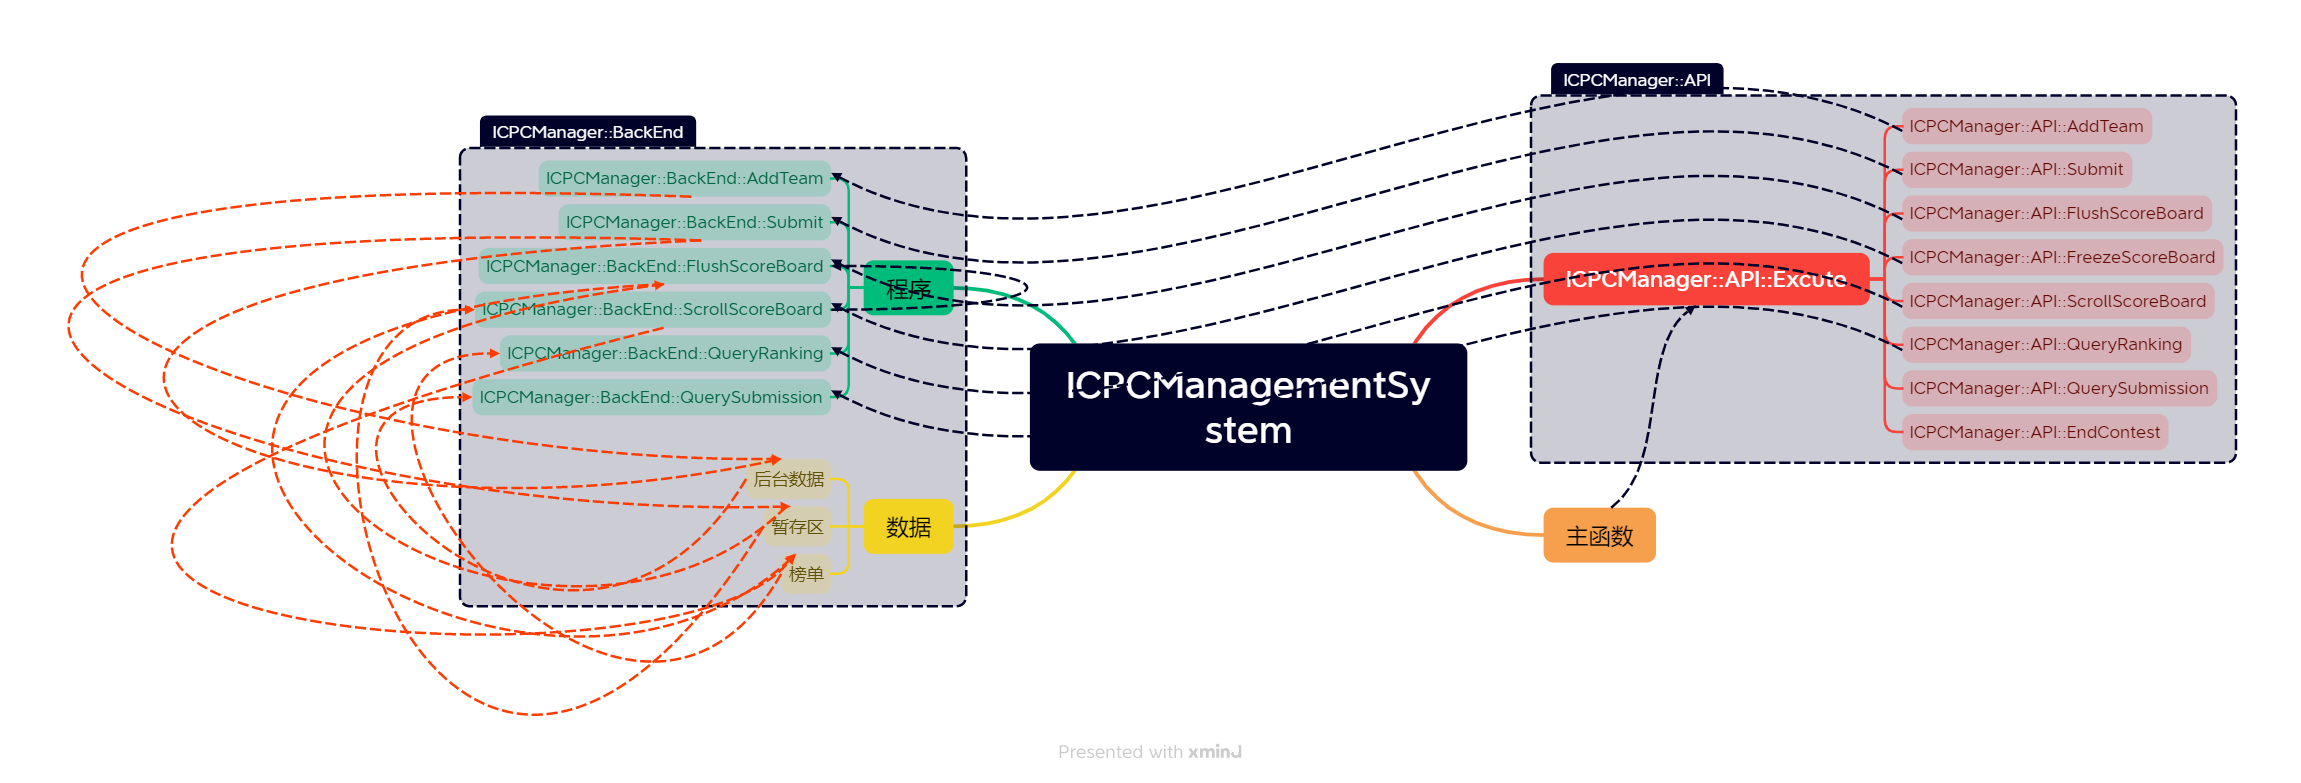 ICPCManager::API
ICPCManager::API::AddTeam
ICPCManager::API::Submit
ICPCManager::API::FlushScoreBoard
ICPCManager::API::FreezeScoreBoard
ICPCManager::API::Excute
ICPCManager::API::ScrollScoreBoard
ICPCManager::API::QueryRanking
ICPCManager::API::QuerySubmission
ICPCManager::API::EndContest
主函数
ICPCManagementSy
stem
ICPCManager::BackEnd
ICPCManager::BackEnd::AddTeam
ICPCManager::BackEnd::Submit
ICPCManager::BackEnd::FlushScoreBoard
程序
ICPCManager::BackEnd::ScrollScoreBoard
ICPCManager::BackEnd::QueryRanking
ICPCManager::BackEnd::QuerySubmission
后台数据
暂存区
数据
榜单
Presented with xmind